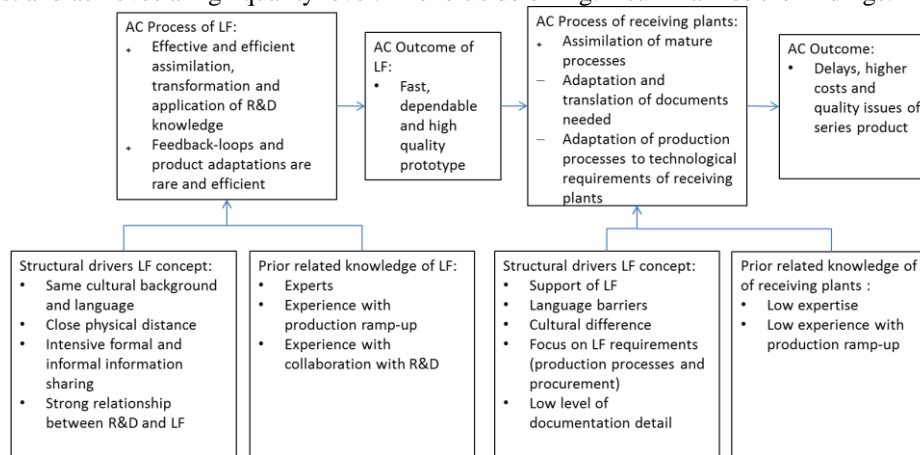 and achieves a high quality level.
AC Process of LF:
+ Effective and efficient
assimilation,
transformation and
application of R&D
knowledge
+ Feedback-loops and
product adaptations are
rare and efficient
AC Outcome of
LF:
• Fast,
dependable
and high
quality
prototype
AC Process of receiving plants:
+ Assimilation of mature
processes
– Adaptation and
translation of documents
needed
– Adaptation of production
processes to technological
requirements of receiving
plants
AC Outcome:
• Delays, higher
costs and
quality issues of
series product
Structural drivers LF concept:
• Same cultural background
and language
• Close physical distance
• Intensive formal and
informal information
sharing
• Strong relationship
between R&D and LF
Prior related knowledge of LF:
• Experts
• Experience with
production ramp-up
• Experience with
collaboration with R&D
Structural drivers LF concept:
• Support of LF
• Language barriers
• Cultural difference
• Focus on LF requirements
(production processes and
procurement)
• Low level of
documentation detail
Prior related knowledge of
of receiving plants :
• Low expertise
• Low experience with
production ramp-up